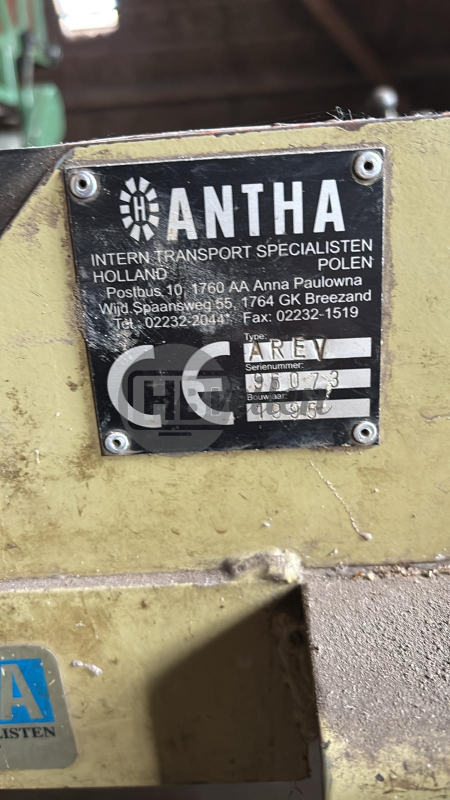 H ANTHA
INTERN TRANSPORT SPECIALISTEN
HOLLAND POLEN
Postbus 10, 1760 AA Anna Paulowna
Wijd.Spaansweg 55, 1764 GK Breezand
Tel.: 02232-2044* Fax: 02232-1519
Type:
AREV
Serienummer:
95073
Bouwjaar:
1995
CE
A
LISTEN